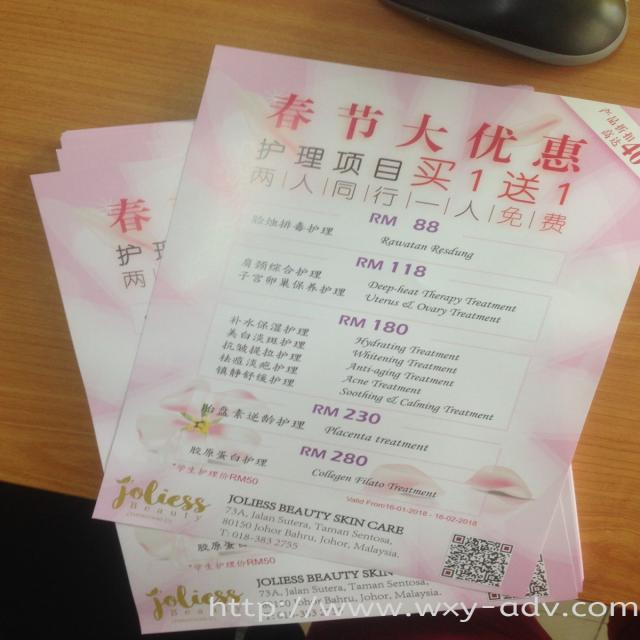 春节大优惠
产品折扣
高达40
护理项目买1送1
两|人|同|行|一|人|免|费
RM 88
脸烛排毒护理
Rawatan Resdung
RM 118
肩颈综合护理
Deep-heat Therapy Treatment
子宫卵巢保养护理
Uterus & Ovary Treatment
RM 180
补水保湿护理
Hydrating Treatment
美白淡斑护理
Whitening Treatment
抗皱提拉护理
Anti-aging Treatment
祛痘淡疤护理
Acne Treatment
镇静舒缓护理
Soothing & Calming Treatment
RM 230
胎盘素逆龄护理
Placenta treatment
RM 280
胶原蛋白护理
Collegen Filato Treatment
*学生护理价RM50
Valid From:16-01-2018 - 16-02-2018
Joliess
Beauty
JOLIESS BEAUTY SKIN CARE
73A, Jalan Sutera, Taman Sentosa,
80150 Johor Bahru, Johor, Malaysia.
T: 018-383 2755
春
护理
两
胶原蛋白
*学生护理价RM50
Joliess
JOLIESS BEAUTY SKIN
73A, Jalan Sutera, Taman Sentosa,
Johor Bahru, Johor, Malaysia.
http://www.wxy-adv.com